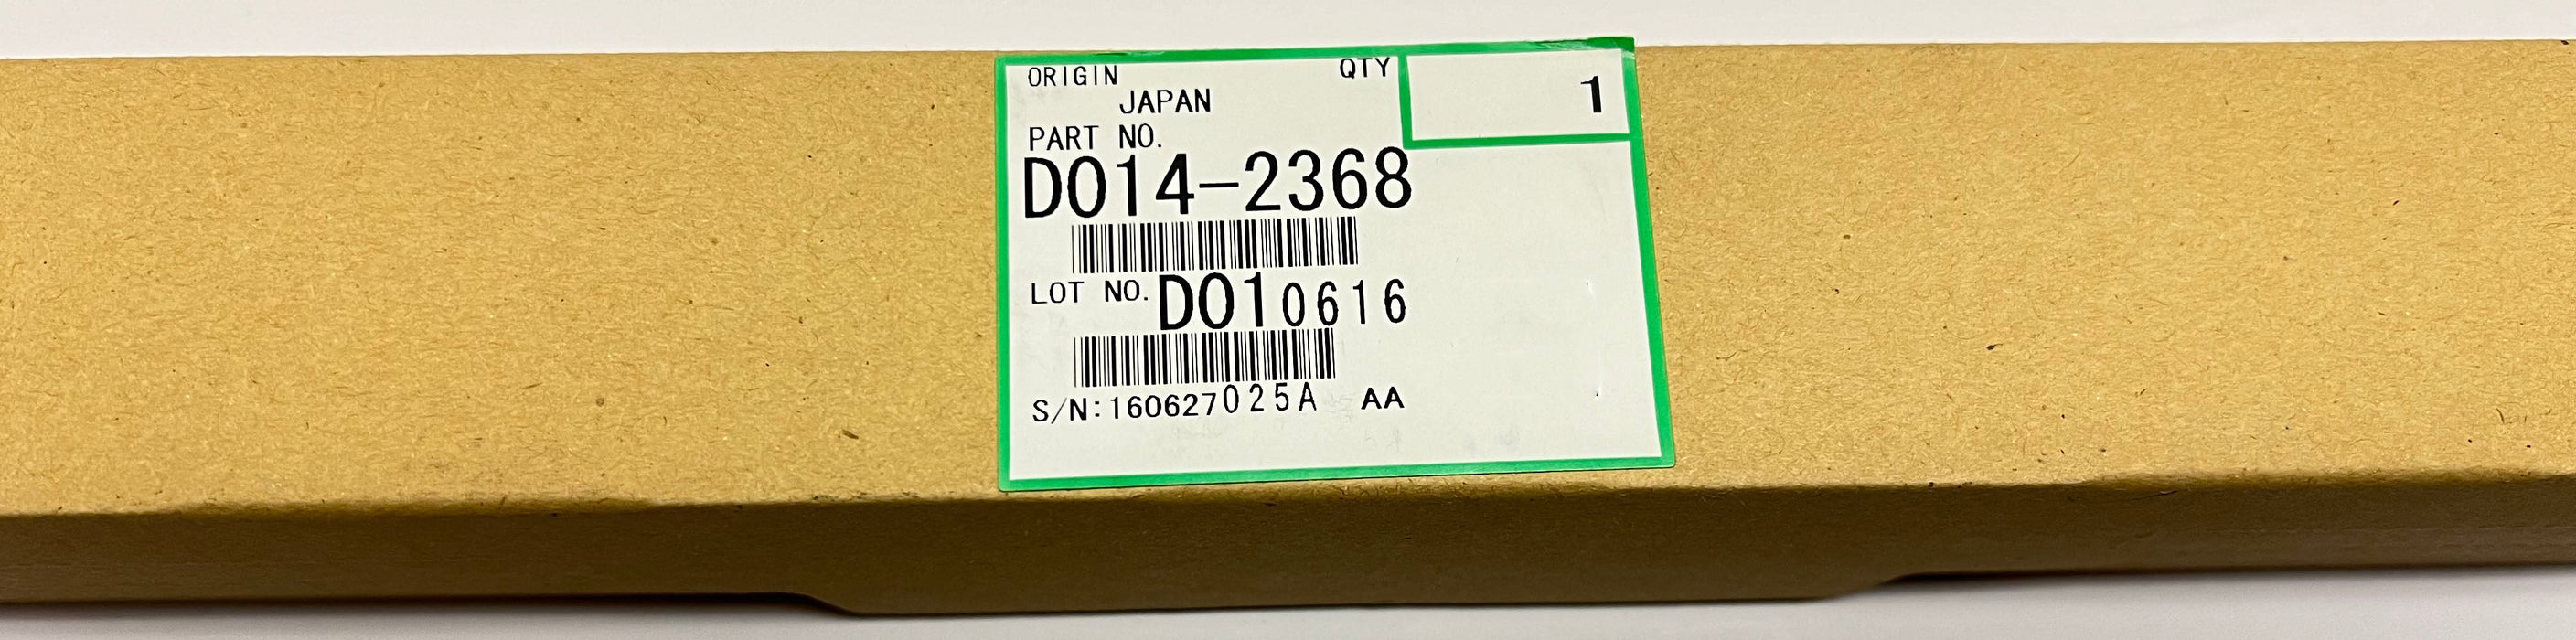 ORIGIN QTY 1
JAPAN
PART NO.
D014-2368
LOT NO. D010616
S/N:160627025A AA